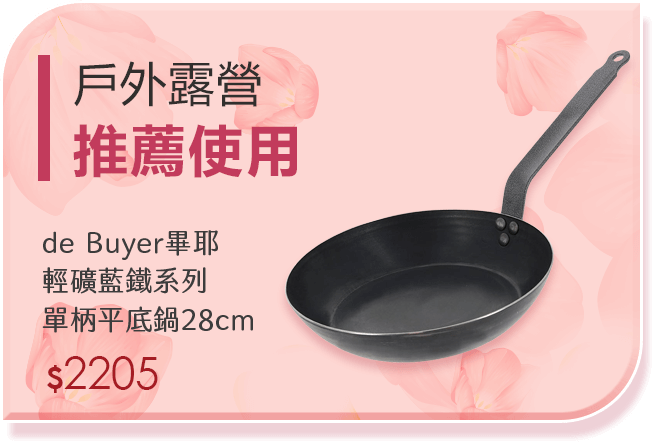 戶外露營
推薦使用
de Buyer畢耶
輕礦藍鐵系列
單柄平底鍋28cm
$2205